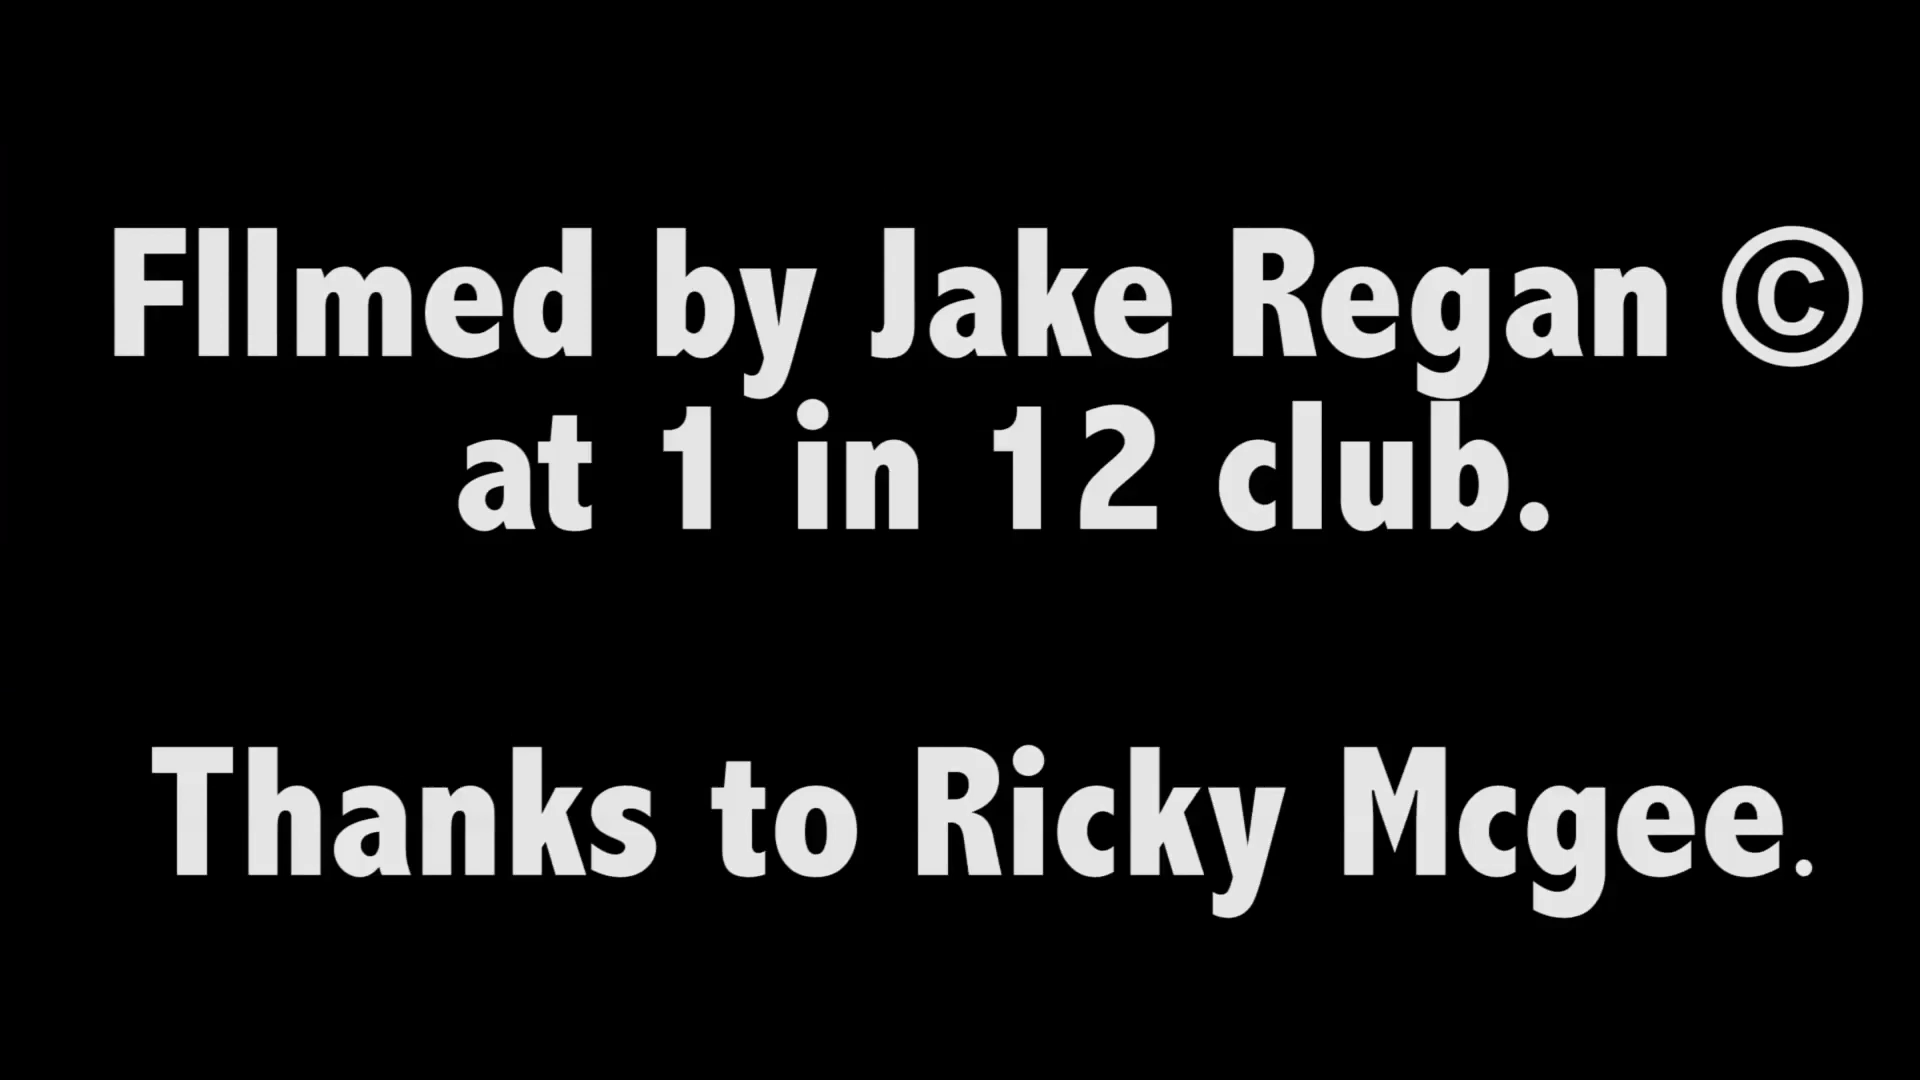 FIlmed by Jake Regan ©
at 1 in 12 club.
Thanks to Ricky Mcgee.